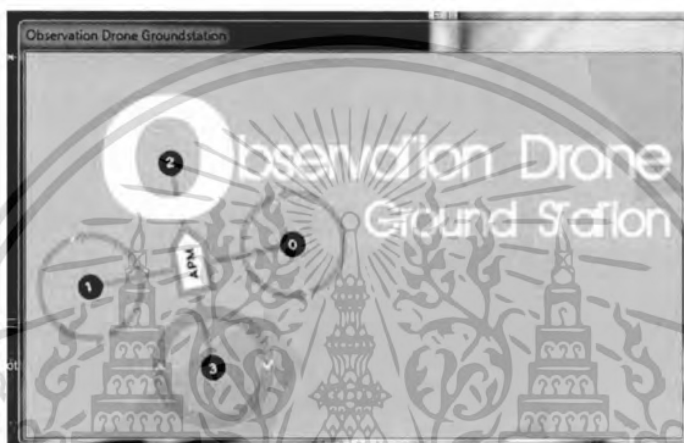 Observation Drone Groundstation
Observation Drone
Ground Station
2
0
APM
1
3